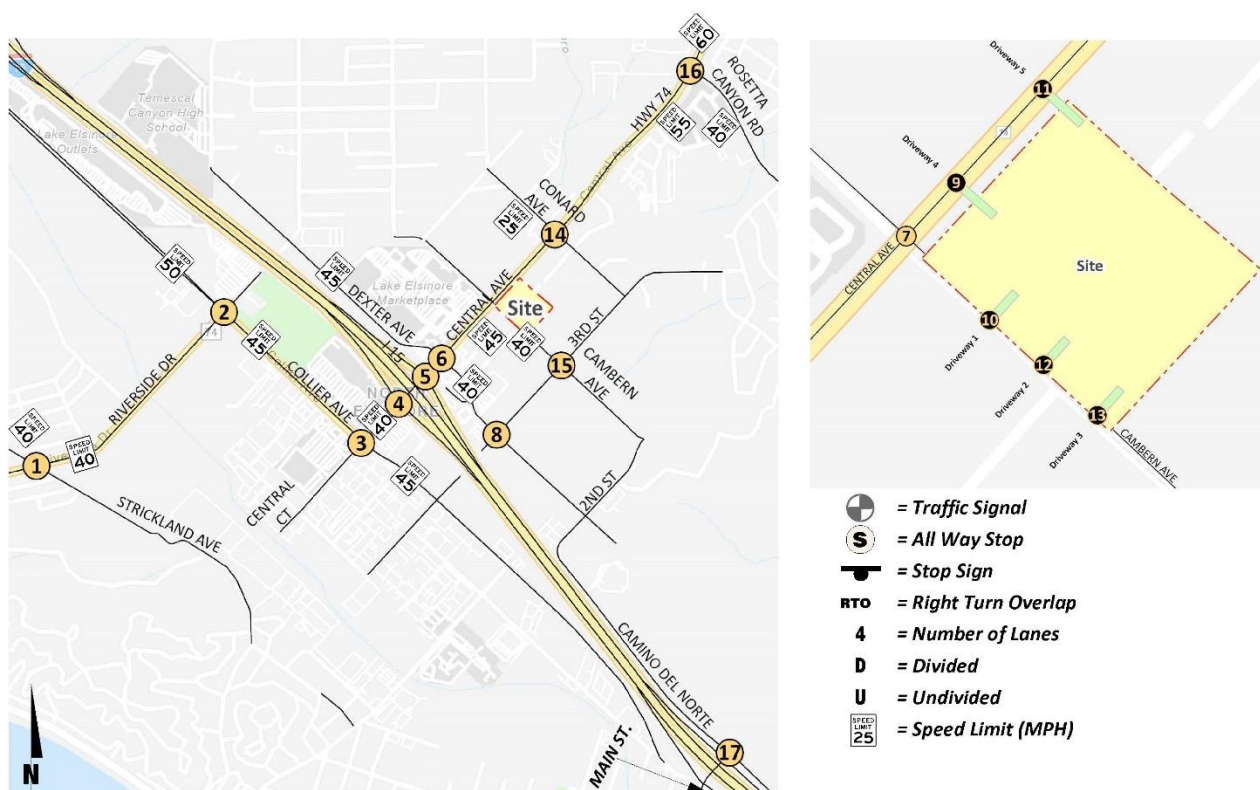 SPEED LIMIT 60
16
ROSETTA
CANYON RD
HWY 74
SPEED LIMIT 55
SPEED LIMIT 40
Temescal
Canyon High
School
Lake Elsinore
Outlets
CONARD
AVE
Central Ave
SPEED LIMIT 25
14
SPEED LIMIT 50
SPEED LIMIT 45
DEXTER AVE
Lake Elsinore
Marketplace
CENTRAL AVE
Site
2
SPEED LIMIT 45
I-15
6
SPEED LIMIT 45
SPEED LIMIT 40
3RD ST
CAMBERN
AVE
15
5
RIVERSIDE DR
COLLIER AVE
4
SPEED LIMIT 40
SPEED LIMIT 40
8
SPEED LIMIT 40
SPEED LIMIT 40
1
3
SPEED LIMIT 45
CENTRAL
CT
2ND ST
STRICKLAND AVE
CAMINO DEL NORTE
17
MAIN ST.
N
Driveway 5
11
74
Driveway 4
9
7
CENTRAL AVE
Site
10
Driveway 1
12
Driveway 2
13
Driveway 3
CAMBERN AVE
= Traffic Signal
S = All Way Stop
= Stop Sign
RTO = Right Turn Overlap
4 = Number of Lanes
D = Divided
U = Undivided
SPEED LIMIT 25 = Speed Limit (MPH)